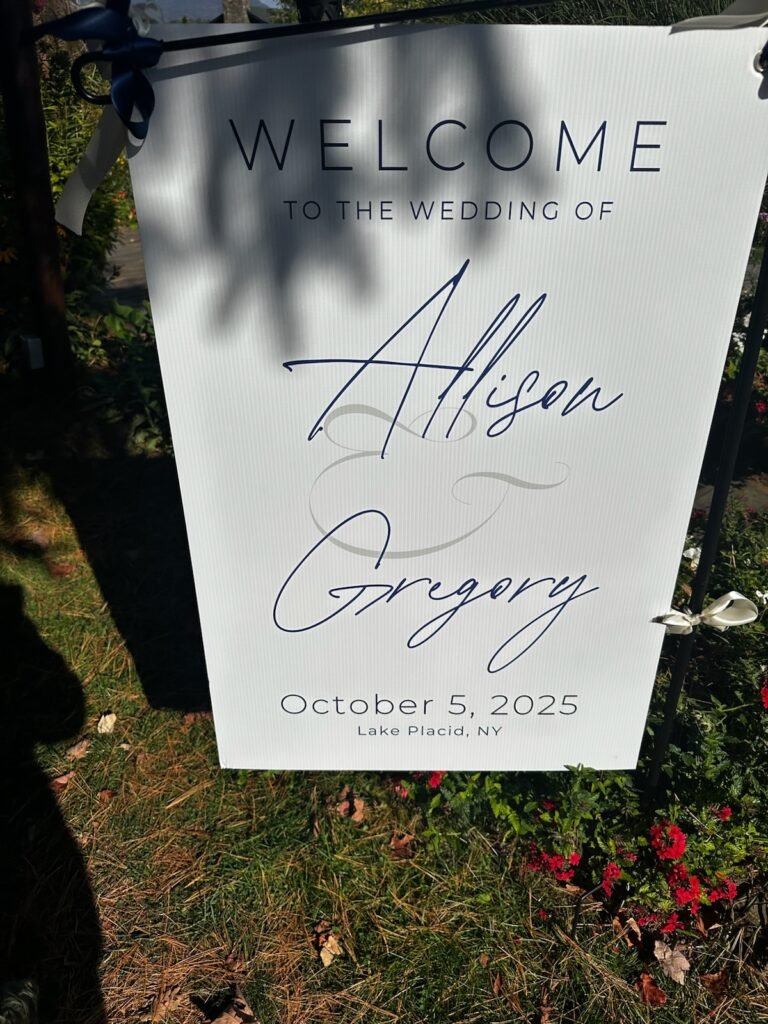 WELCOME
TO THE WEDDING OF
Allison
&
Gregory
October 5, 2025
Lake Placid, NY